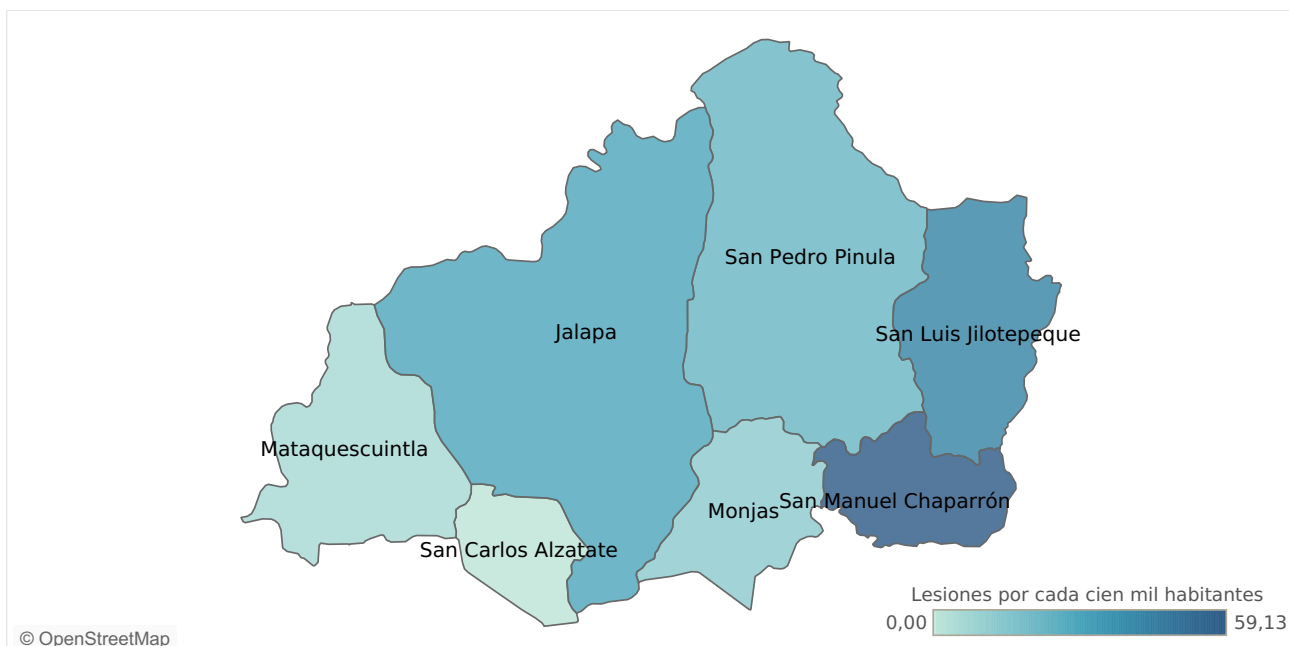 San Pedro Pinula
Jalapa
San Luis Jilotepeque
Mataquescuintla
San Manuel Chaparrón
Monjas
San Carlos Alzatate
Lesiones por cada cien mil habitantes
0,00 59,13
© OpenStreetMap